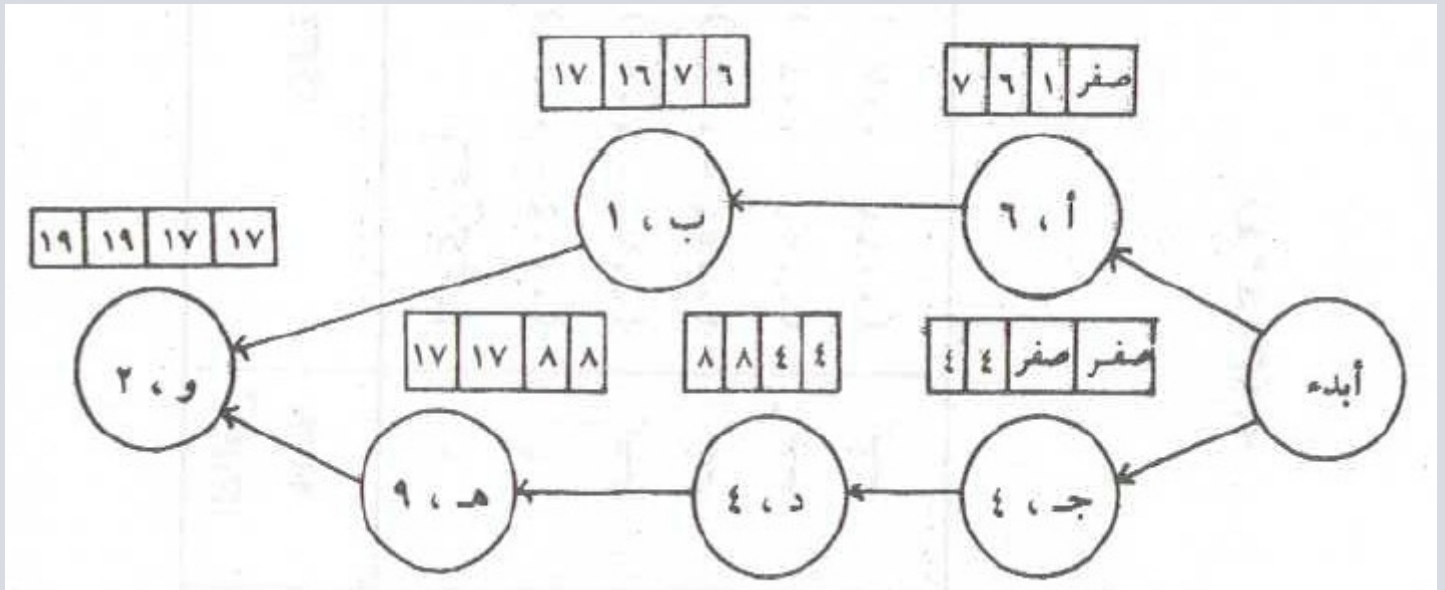 صفر ١ ٦ ٧
٦ ٧ ١٦ ١٧
أ ، ٦
ب ، ١
١٧ ١٧ ١٩ ١٩
صفر صفر ٤ ٤
٤ ٤ ٨ ٨
٨ ٨ ١٧ ١٧
أبدء
و ، ٢
جـ ، ٤
د ، ٤
هـ ، ٩